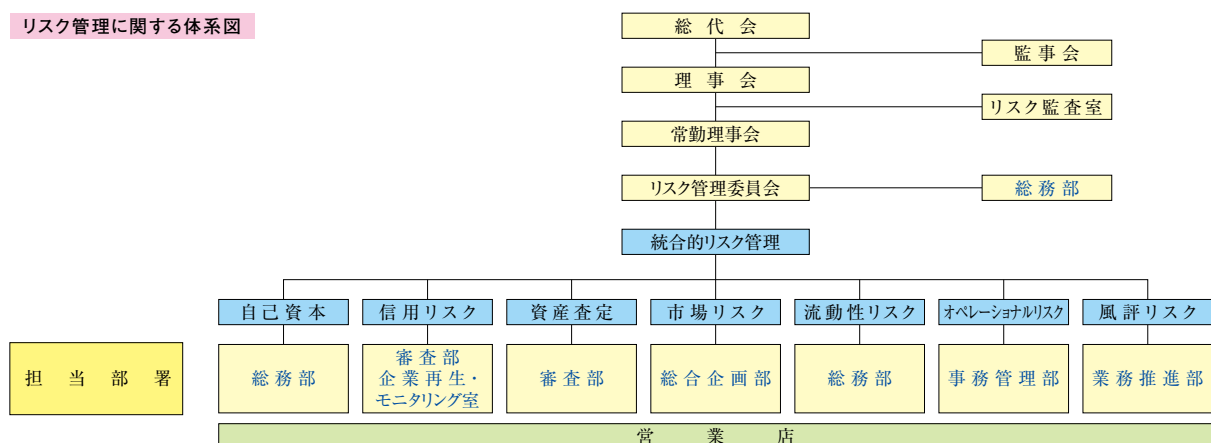 リスク管理に関する体系図
総代会
監事会
理事会
リスク監査室
常勤理事会
リスク管理委員会
総務部
統合的リスク管理
自己資本
信用リスク
資産査定
市場リスク
流動性リスク
オペレーショナルリスク
風評リスク
担当部署
総務部
審査部
企業再生・
モニタリング室
審査部
総合企画部
総務部
事務管理部
業務推進部
営業店